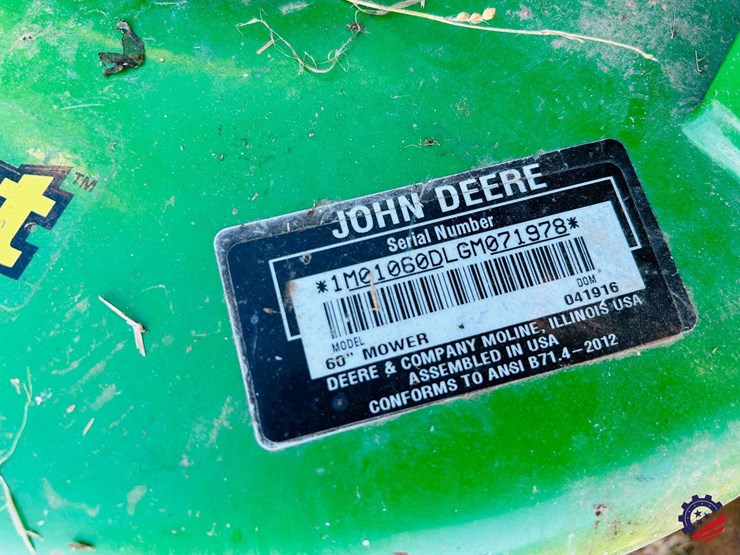 t™
JOHN DEERE
Serial Number
*1M01060DLGM071978*
MODEL
60" MOWER
DOM
041916
DEERE & COMPANY MOLINE, ILLINOIS USA
ASSEMBLED IN USA
CONFORMS TO ANSI B71.4-2012